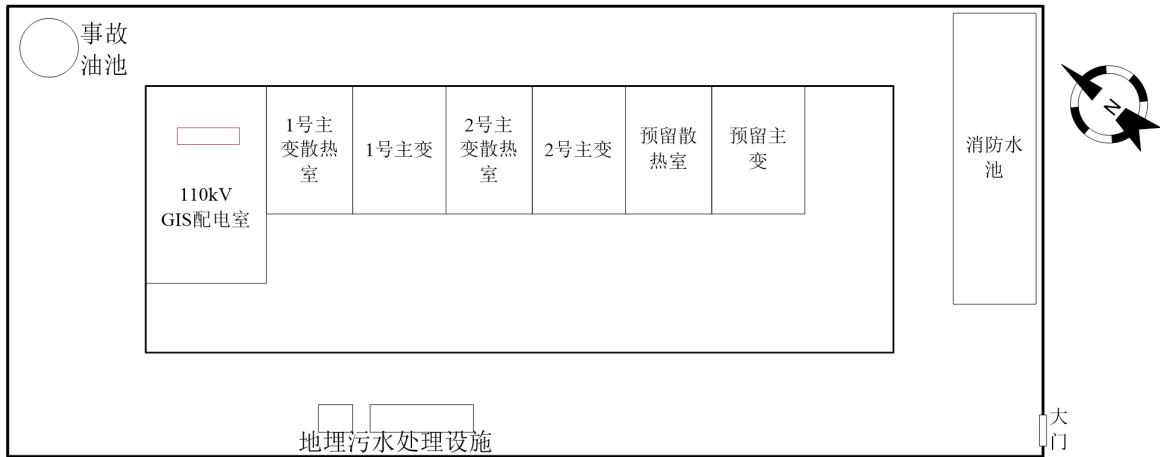 事故
油池
1号主
变散热
室
1号主变
2号主
变散热
室
2号主变
预留散
热室
预留主
变
110kV
GIS配电室
消防水
池
N
地埋污水处理设施
大
门